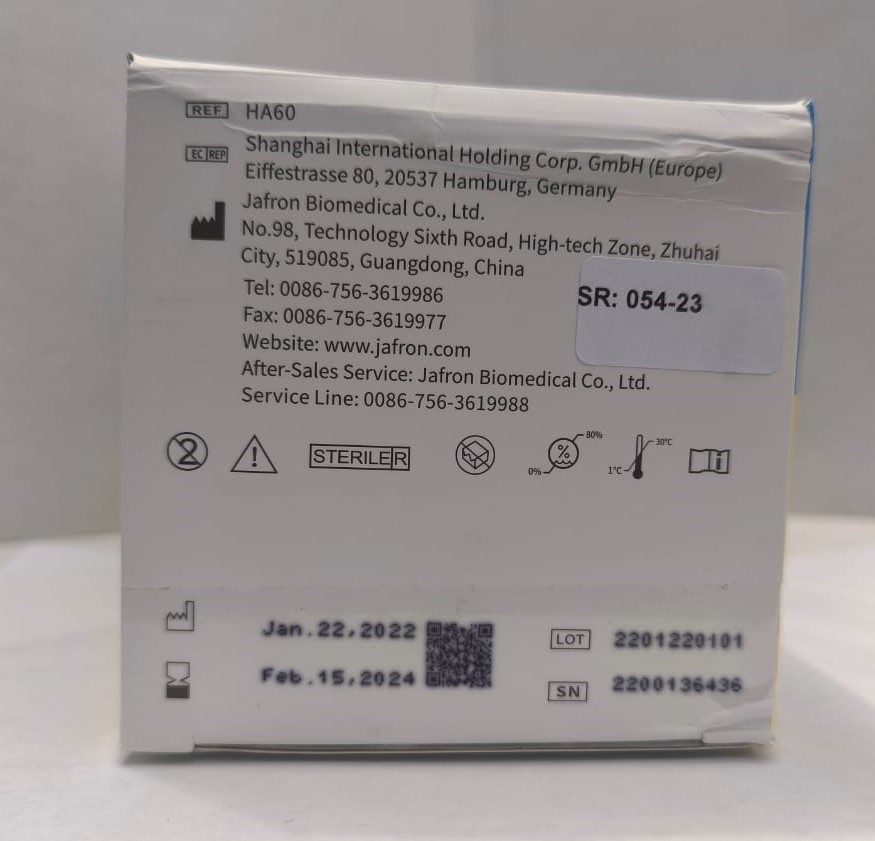 REF HA60
EC REP Shanghai International Holding Corp. GmbH (Europe)
Eiffestrasse 80, 20537 Hamburg, Germany
Jafron Biomedical Co., Ltd.
No.98, Technology Sixth Road, High-tech Zone, Zhuhai
City, 519085, Guangdong, China
Tel: 0086-756-3619986
SR: 054-23
Fax: 0086-756-3619977
Website: www.jafron.com
After-Sales Service: Jafron Biomedical Co., Ltd.
Service Line: 0086-756-3619988
2 ! STERILE R % 0% 80% 1℃ 30℃ i
Jan.22,2022 LOT 2201220101
Feb.15,2024 SN 2200136436